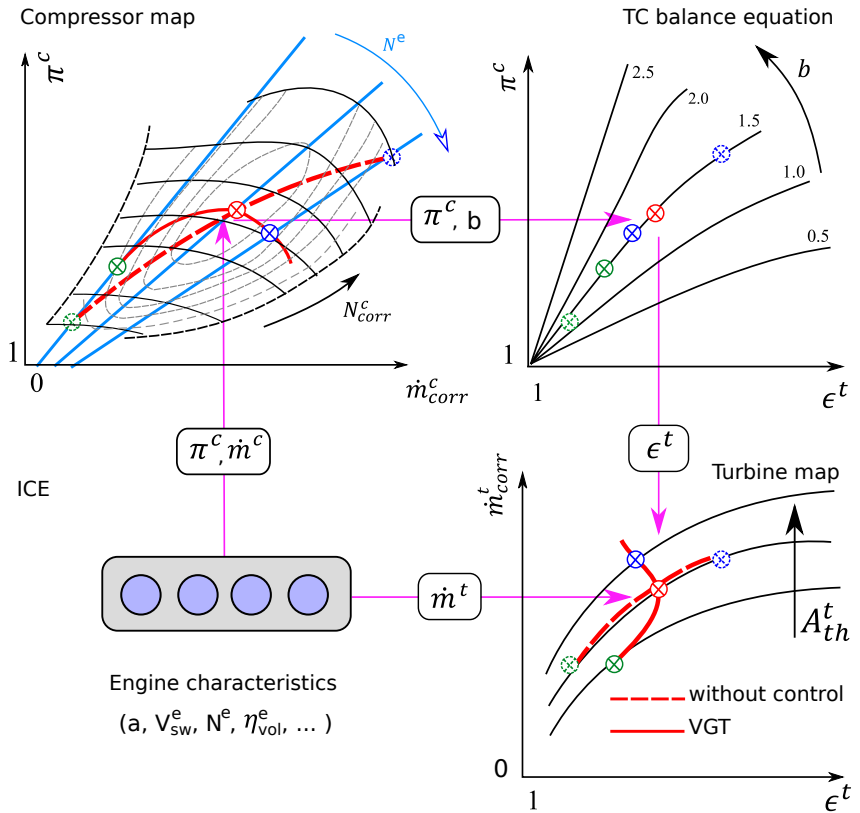 Compressor map
TC balance equation
π^c
N^e
N^c_corr
1
0
ṁ^c_corr
π^c
2.5
2.0
1.5
1.0
0.5
b
1
1
ϵ^t
π^c, b
π^c, ṁ^c
ϵ^t
ICE
ṁ^t
Engine characteristics
(a, V^e_sw, N^e, η^e_vol, ... )
Turbine map
ṁ^t_corr
A^t_th
without control
VGT
0
1
ϵ^t